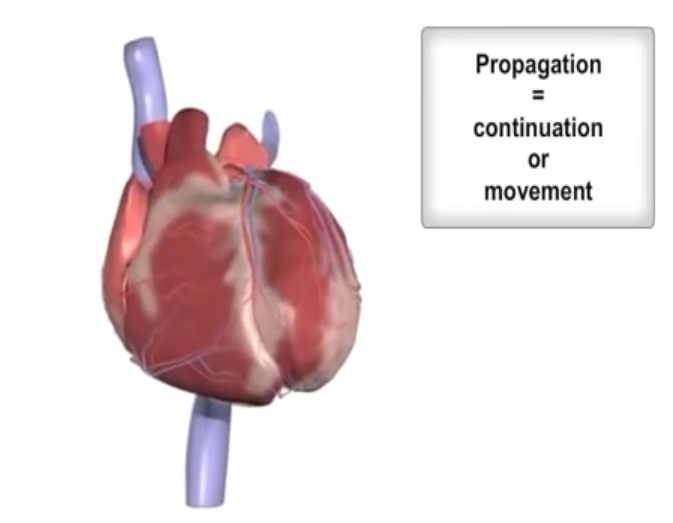 Propagation
=
continuation
or
movement